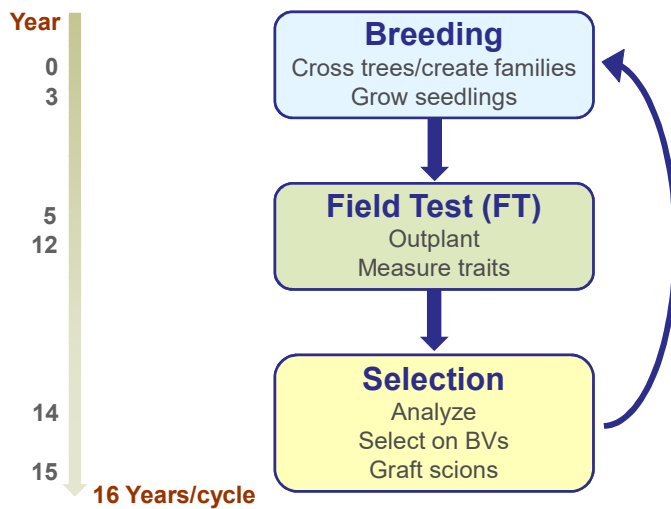 Year
Breeding
0
Cross trees/create families
3
Grow seedlings
Field Test (FT)
5
Outplant
12
Measure traits
Selection
14
Analyze
Select on BVs
15
Graft scions
16 Years/cycle